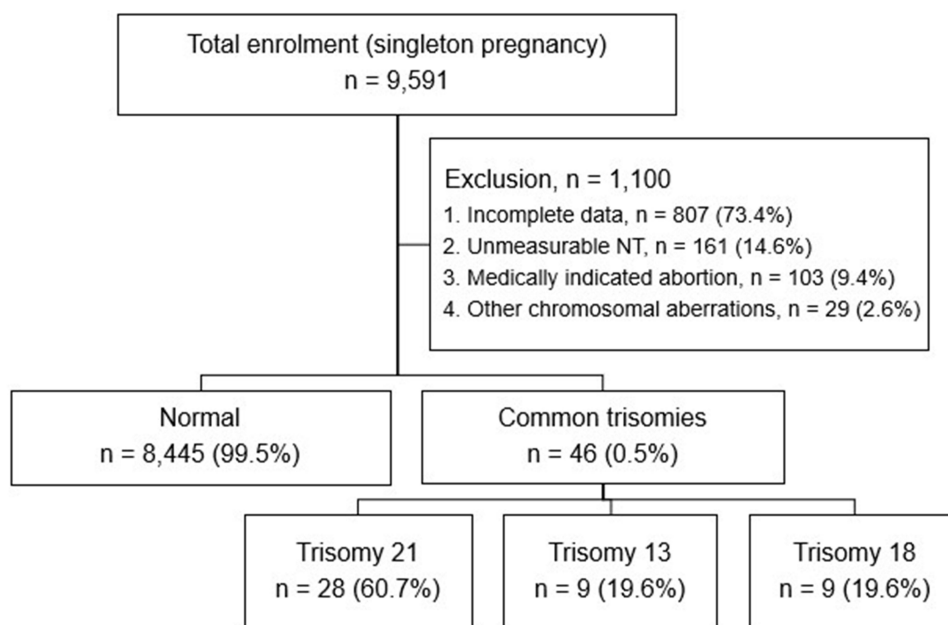 Total enrolment (singleton pregnancy)
n = 9,591
Exclusion, n = 1,100
1. Incomplete data, n = 807 (73.4%)
2. Unmeasurable NT, n = 161 (14.6%)
3. Medically indicated abortion, n = 103 (9.4%)
4. Other chromosomal aberrations, n = 29 (2.6%)
Normal
n = 8,445 (99.5%)
Common trisomies
n = 46 (0.5%)
Trisomy 21
n = 28 (60.7%)
Trisomy 13
n = 9 (19.6%)
Trisomy 18
n = 9 (19.6%)